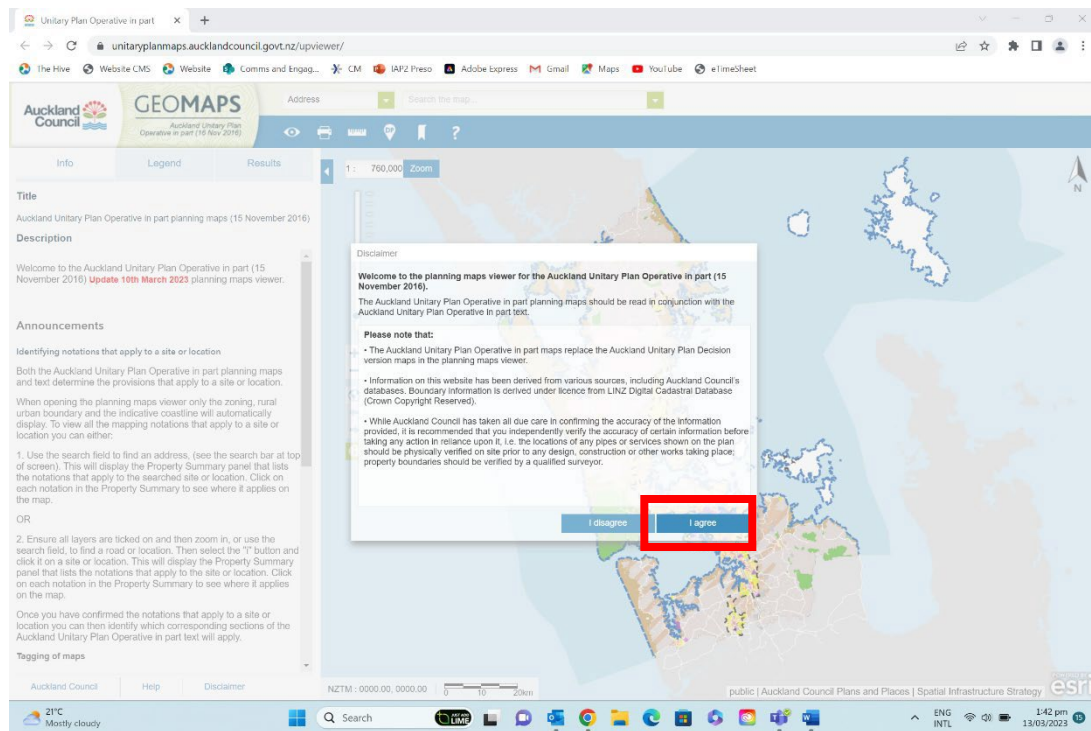 Unitary Plan Operative in part
unitaryplanmaps.aucklandcouncil.govt.nz/upviewer/
The Hive
Website CMS
Website
Comms and Engag...
CM
IAP2 Preso
Adobe Express
Gmail
Maps
YouTube
eTimeSheet
Auckland
Council
GEOMAPS
Auckland Unitary Plan
Operative in part (16 Nov 2016)
Address
Search the map...
?
Info
Legend
Results
1 : 760,000
Zoom
N
Title
Auckland Unitary Plan Operative in part planning maps (15 November 2016)
Description
Welcome to the Auckland Unitary Plan Operative in part (15
November 2016) Update 10th March 2023 planning maps viewer.
Announcements
Identifying notations that apply to a site or location
Both the Auckland Unitary Plan Operative in part planning maps
and text determine the provisions that apply to a site or location.
When opening the planning maps viewer only the zoning, rural
urban boundary and the indicative coastline will automatically
display. To view all the mapping notations that apply to a site or
location you can either:
1. Use the search field to find an address, (see the search bar at top
of screen). This will display the Property Summary panel that lists
the notations that apply to the searched site or location. Click on
each notation in the Property Summary to see where it applies on
the map.
OR
2. Ensure all layers are ticked on and then zoom in, or use the
search field, to find a road or location. Then select the "i" button and
click it on a site or location. This will display the Property Summary
panel that lists the notations that apply to the site or location. Click
on each notation in the Property Summary to see where it applies
on the map.
Once you have confirmed the notations that apply to a site or
location you can then identify which corresponding sections of the
Auckland Unitary Plan Operative in part text will apply.
Tagging of maps
Disclaimer
Welcome to the planning maps viewer for the Auckland Unitary Plan Operative in part (15
November 2016).
The Auckland Unitary Plan Operative in part planning maps should be read in conjunction with the
Auckland Unitary Plan Operative In part text.
Please note that:
• The Auckland Unitary Plan Operative in part maps replace the Auckland Unitary Plan Decision
version maps in the planning maps viewer.
• Information on this website has been derived from various sources, including Auckland Council's
databases. Boundary information is derived under licence from LINZ Digital Cadastral Database
(Crown Copyright Reserved).
• While Auckland Council has taken all due care in confirming the accuracy of the information
provided, it is recommended that you independently verify the accuracy of certain information before
taking any action in reliance upon it, i.e. the locations of any pipes or services shown on the plan
should be physically verified on site prior to any design, construction or other works taking place;
property boundaries should be verified by a qualified surveyor.
I disagree
I agree
Auckland Council
Help
Disclaimer
NZTM : 0000.00, 0000.00
0 10 20km
public | Auckland Council Plans and Places | Spatial Infrastructure Strategy
esri
21°C
Mostly cloudy
Search
LIME
ENG
INTL
1:42 pm
13/03/2023
15